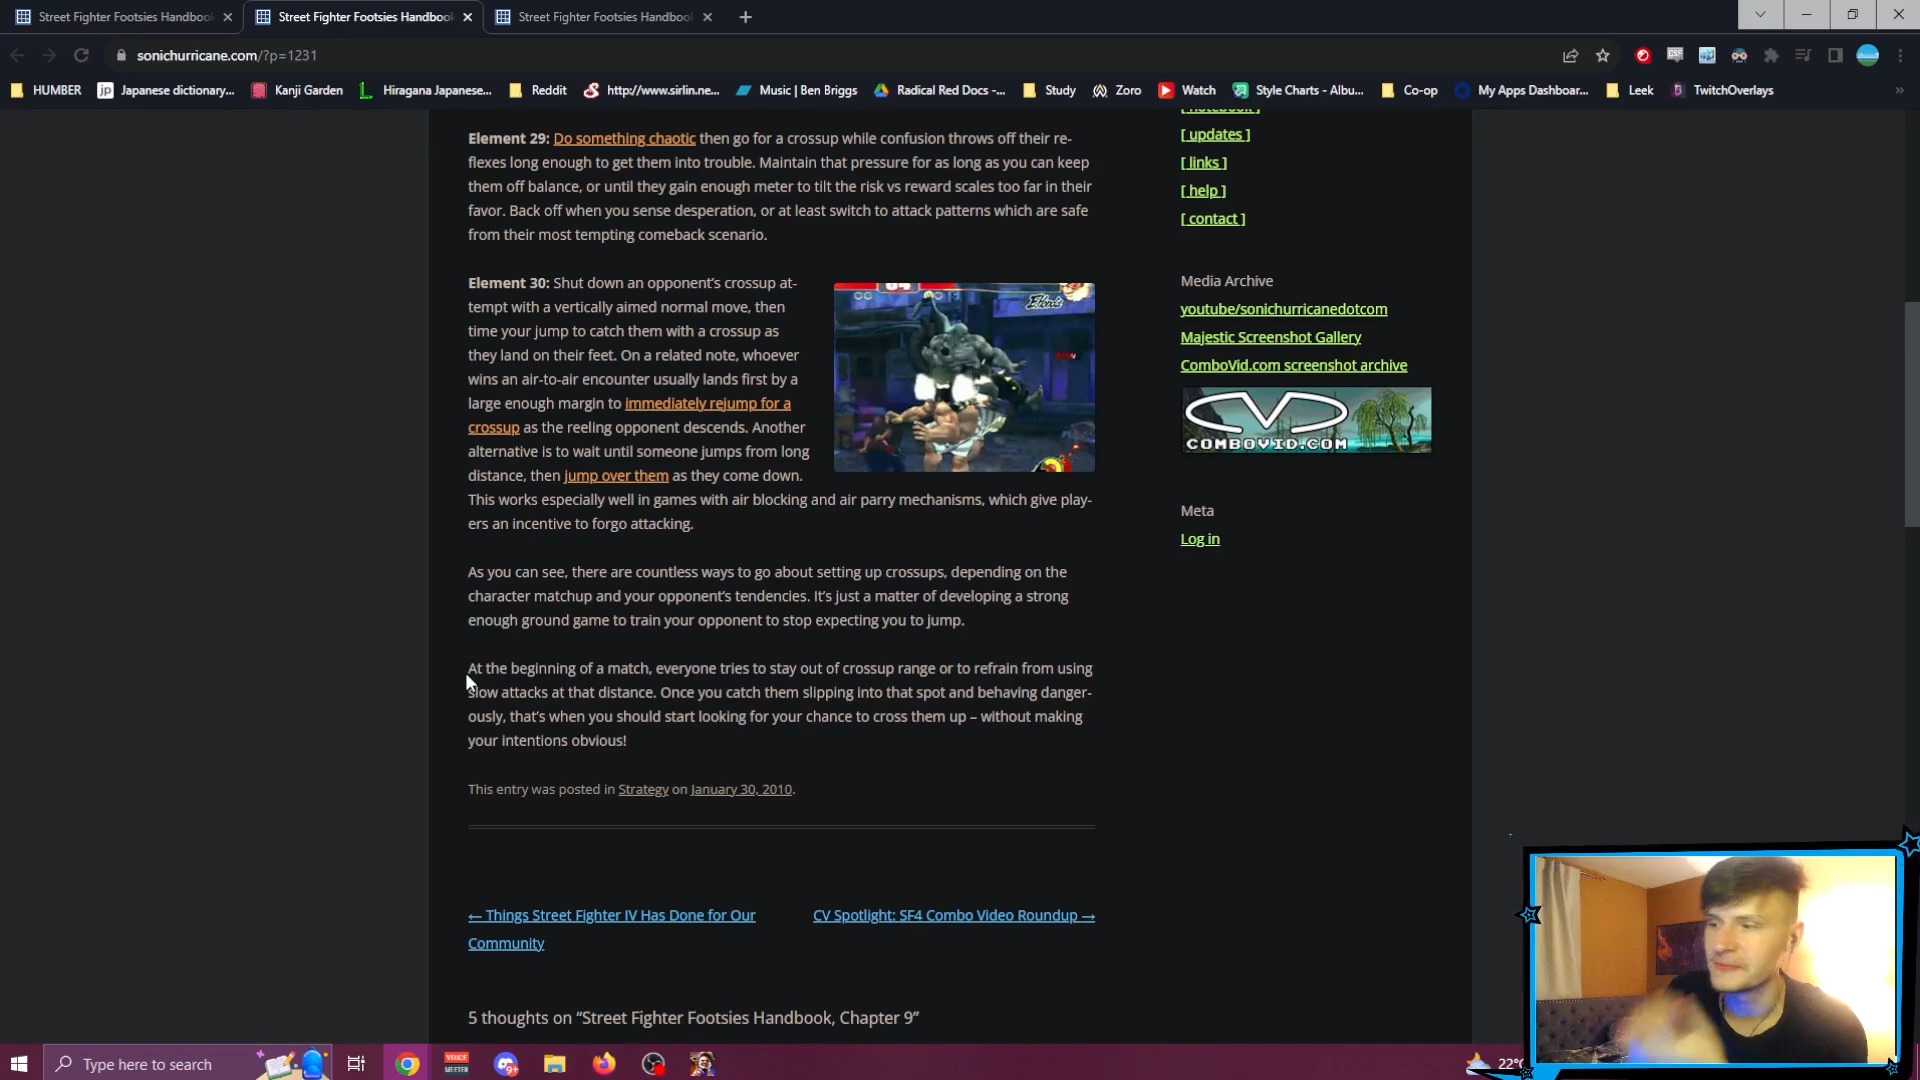 Street Fighter Footsies Handbook
Street Fighter Footsies Handboo
Street Fighter Footsies Handboo
sonichurricane.com/?p=1231
HUMBER
jp Japanese dictionary...
Kanji Garden
Hiragana Japanese...
Reddit
http://www.sirlin.ne...
Music | Ben Briggs
Radical Red Docs -...
Study
Zoro
Watch
Style Charts - Albu...
Co-op
My Apps Dashboar...
Leek
TwitchOverlays
Element 29: Do something chaotic then go for a crossup while confusion throws off their re-
flexes long enough to get them into trouble. Maintain that pressure for as long as you can keep
them off balance, or until they gain enough meter to tilt the risk vs reward scales too far in their
favor. Back off when you sense desperation, or at least switch to attack patterns which are safe
from their most tempting comeback scenario.
Element 30: Shut down an opponent's crossup at-
tempt with a vertically aimed normal move, then
time your jump to catch them with a crossup as
they land on their feet. On a related note, whoever
wins an air-to-air encounter usually lands first by a
large enough margin to immediately rejump for a
crossup as the reeling opponent descends. Another
alternative is to wait until someone jumps from long
distance, then jump over them as they come down.
This works especially well in games with air blocking and air parry mechanisms, which give play-
ers an incentive to forgo attacking.
As you can see, there are countless ways to go about setting up crossups, depending on the
character matchup and your opponent's tendencies. It's just a matter of developing a strong
enough ground game to train your opponent to stop expecting you to jump.
At the beginning of a match, everyone tries to stay out of crossup range or to refrain from using
slow attacks at that distance. Once you catch them slipping into that spot and behaving danger-
ously, that's when you should start looking for your chance to cross them up – without making
your intentions obvious!
This entry was posted in Strategy on January 30, 2010.
← Things Street Fighter IV Has Done for Our
Community
CV Spotlight: SF4 Combo Video Roundup →
5 thoughts on “Street Fighter Footsies Handbook, Chapter 9”
[ notebook ]
[ updates ]
[ links ]
[ help ]
[ contact ]
Media Archive
youtube/sonichurricanedotcom
Majestic Screenshot Gallery
ComboVid.com screenshot archive
COMBOVID.COM
Meta
Log in
Type here to search
VOICE
MEETER
22°